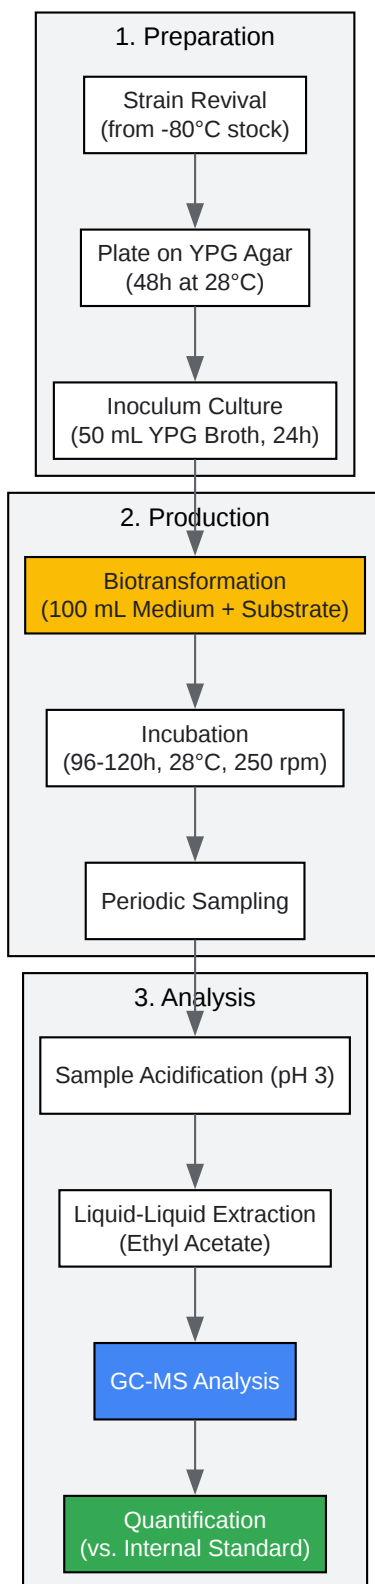 1. Preparation
Strain Revival
(from -80°C stock)
Plate on YPG Agar
(48h at 28°C)
Inoculum Culture
(50 mL YPG Broth, 24h)
2. Production
Biotransformation
(100 mL Medium + Substrate)
Incubation
(96-120h, 28°C, 250 rpm)
Periodic Sampling
3. Analysis
Sample Acidification (pH 3)
Liquid-Liquid Extraction
(Ethyl Acetate)
GC-MS Analysis
Quantification
(vs. Internal Standard)